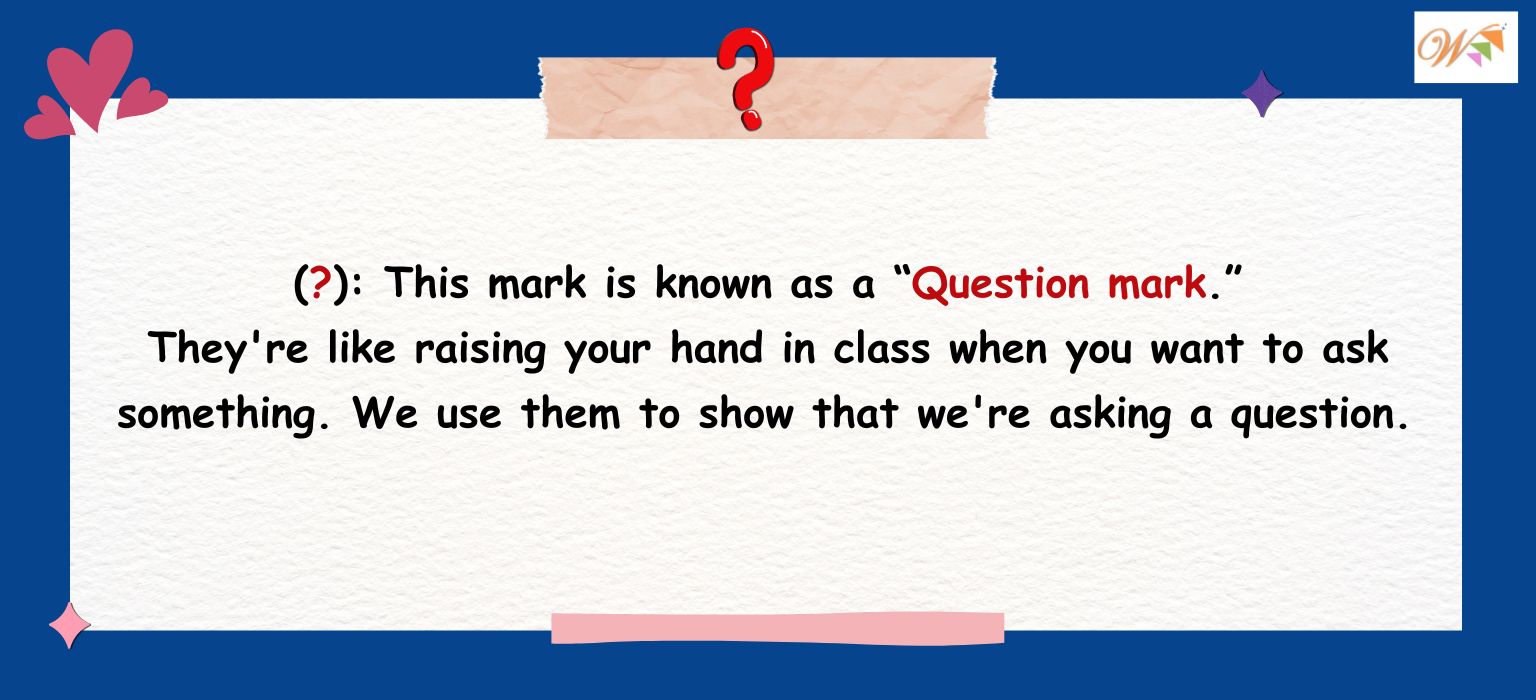 ?
W
(?): This mark is known as a “Question mark.”
They're like raising your hand in class when you want to ask
something. We use them to show that we're asking a question.